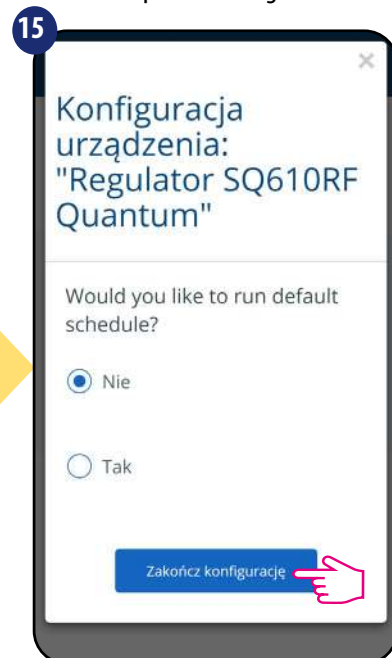 15
×
Konfiguracja
urządzenia:
"Regulator SQ610RF
Quantum"
Would you like to run default
schedule?
Nie
Tak
Zakończ konfigurację